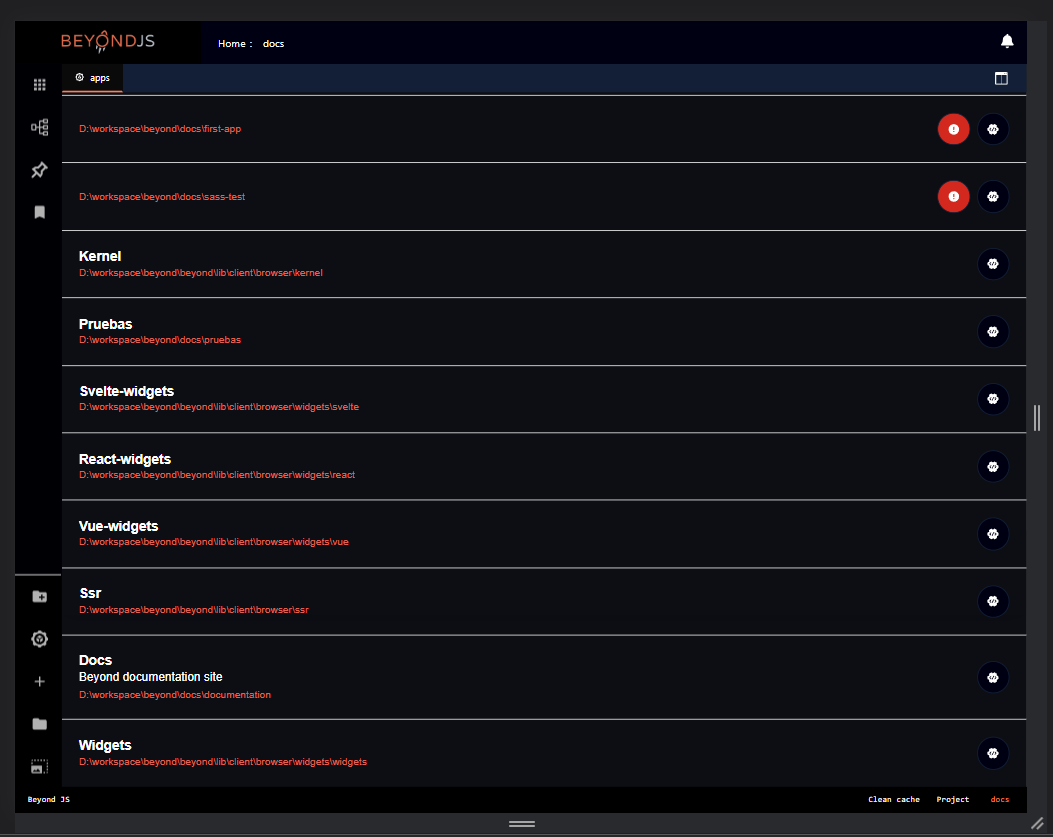 BEYONDJS
Home : docs
apps
D:\workspace\beyond\docs\first-app
D:\workspace\beyond\docs\sass-test
Kernel
D:\workspace\beyond\beyond\lib\client\browser\kernel
Pruebas
D:\workspace\beyond\docs\pruebas
Svelte-widgets
D:\workspace\beyond\beyond\lib\client\browser\widgets\svelte
React-widgets
D:\workspace\beyond\beyond\lib\client\browser\widgets\react
Vue-widgets
D:\workspace\beyond\beyond\lib\client\browser\widgets\vue
Ssr
D:\workspace\beyond\beyond\lib\client\browser\ssr
Docs
Beyond documentation site
D:\workspace\beyond\docs\documentation
Widgets
D:\workspace\beyond\beyond\lib\client\browser\widgets\widgets
Beyond JS Clean cache Project docs